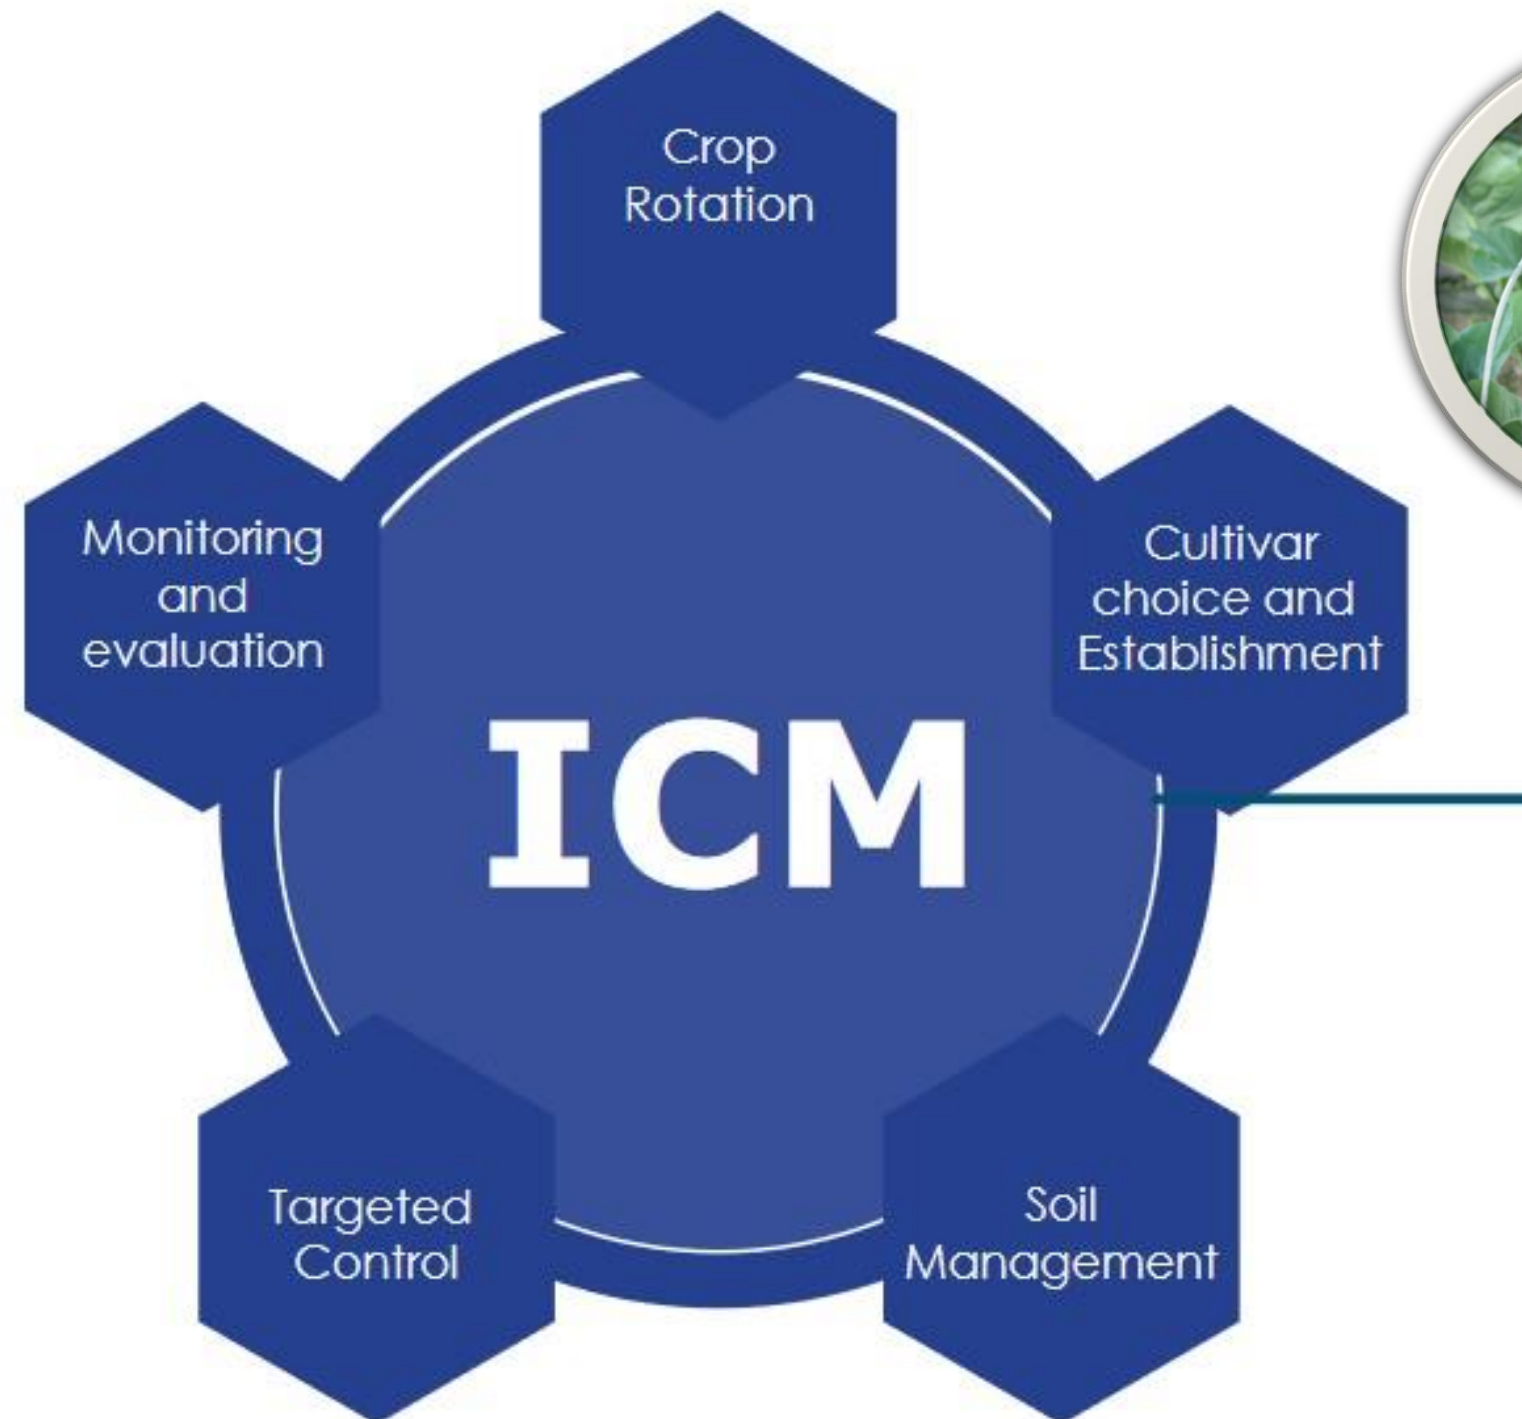 Crop
Rotation
Cultivar
choice and
Establishment
Monitoring
and
evaluation
ICM
Soil
Management
Targeted
Control